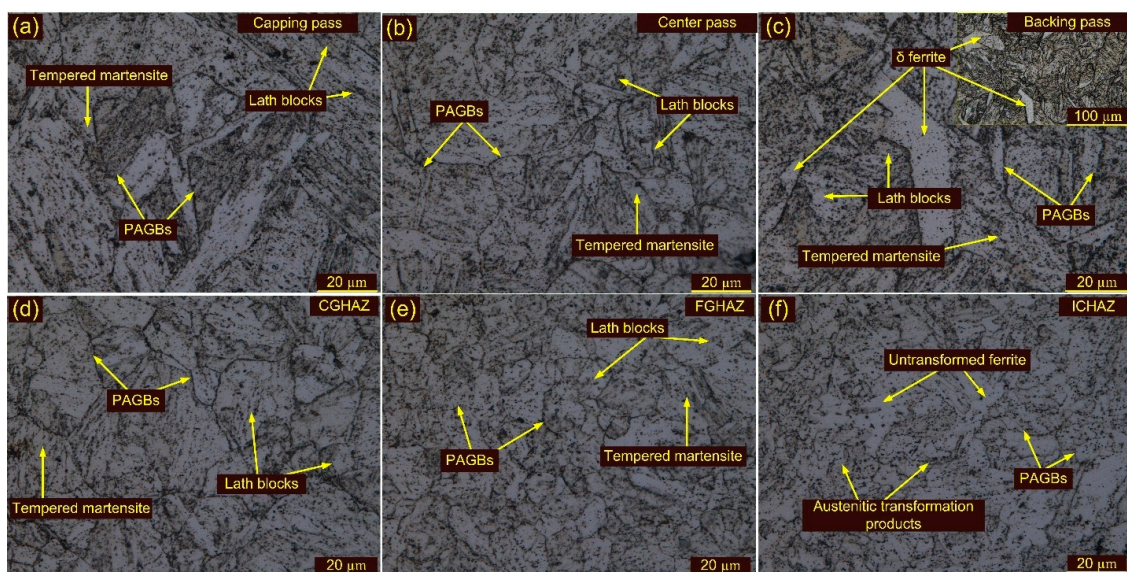 (a)
Capping pass
Tempered martensite
Lath blocks
PAGBs
20 µm
(b)
Center pass
PAGBs
Lath blocks
Tempered martensite
20 µm
(c)
Backing pass
δ ferrite
100 µm
Lath blocks
PAGBs
Tempered martensite
20 µm
(d)
CGHAZ
PAGBs
Lath blocks
Tempered martensite
20 µm
(e)
FGHAZ
Lath blocks
PAGBs
Tempered martensite
20 µm
(f)
ICHAZ
Untransformed ferrite
PAGBs
Austenitic transformation
products
20 µm